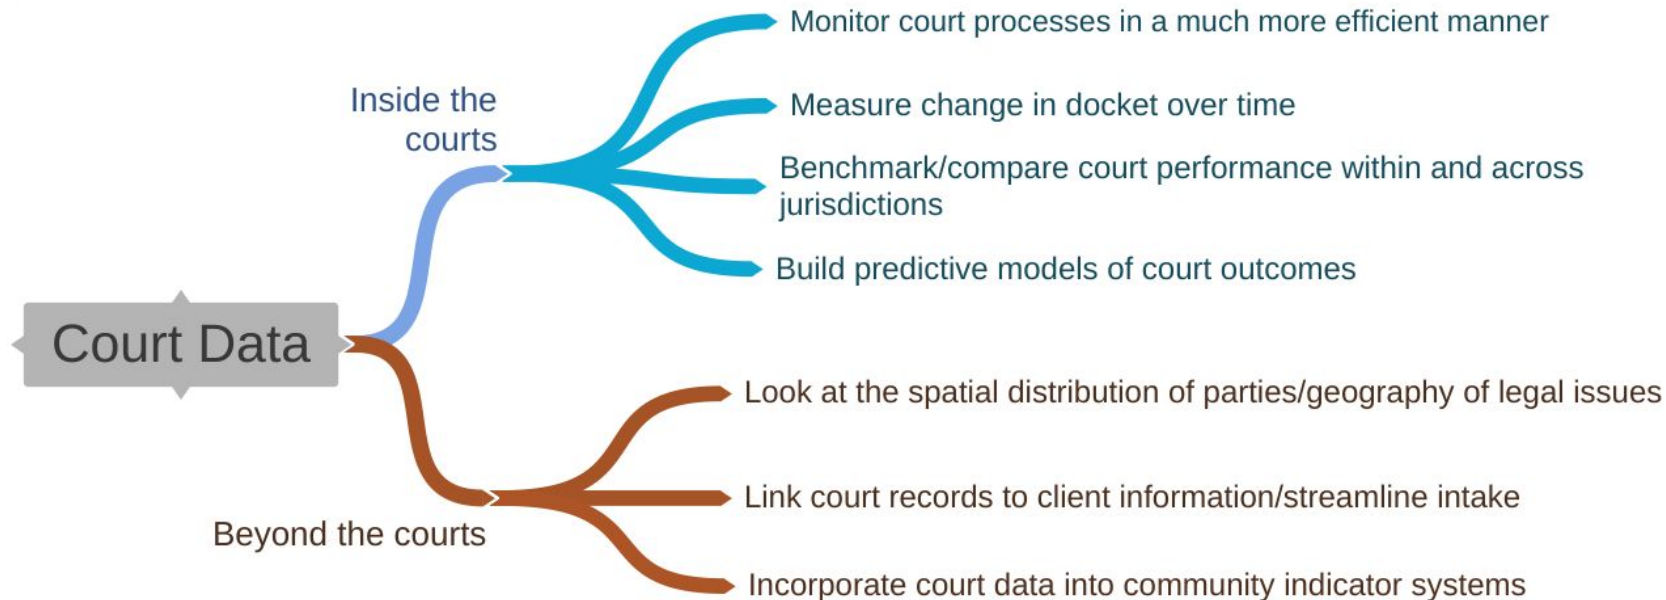 Court Data
Inside the
courts
Monitor court processes in a much more efficient manner
Measure change in docket over time
Benchmark/compare court performance within and across
jurisdictions
Build predictive models of court outcomes
Beyond the courts
Look at the spatial distribution of parties/geography of legal issues
Link court records to client information/streamline intake
Incorporate court data into community indicator systems